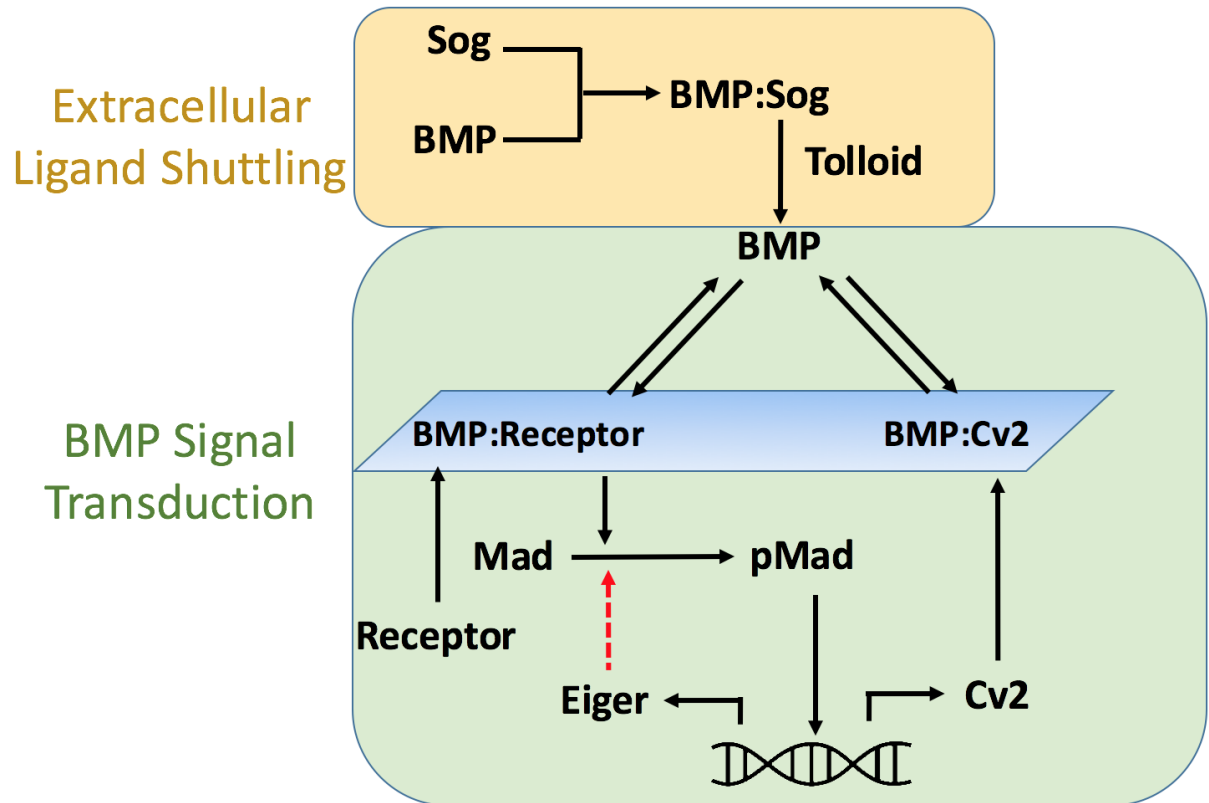 Extracellular
Ligand Shuttling
Sog
BMP
BMP:Sog
Tolloid
BMP
BMP Signal
Transduction
BMP:Receptor
BMP:Cv2
Mad
pMad
Receptor
Eiger
Cv2